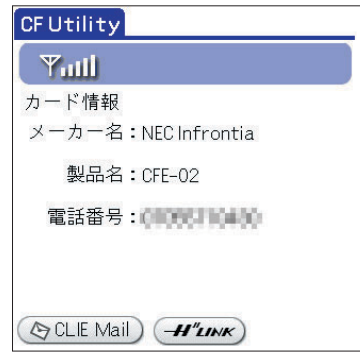 CF Utility
カード情報
メーカー名：NEC Infrontia
製品名：CFE-02
電話番号：
CLIE Mail
H"LINK